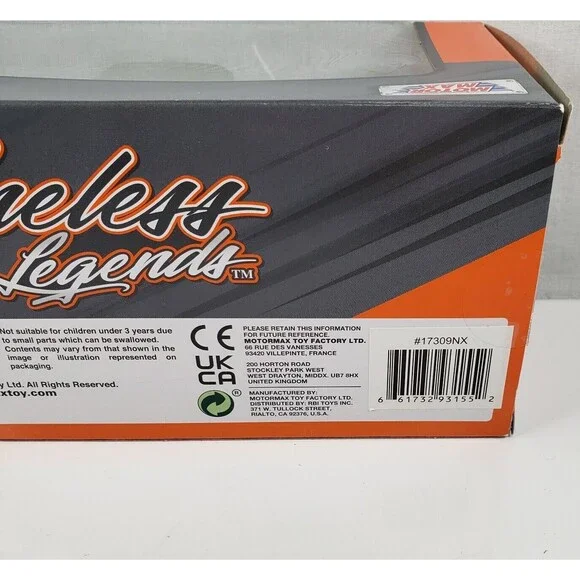 MOTOR
MAX
meless
Legends™
Not suitable for children under 3 years due
to small parts which can be swallowed.
Contents may vary from that shown in the
image or illustration represented on
packaging.
y Ltd. All Rights Reserved.
axtoy.com
CE
UK
CA
®
PLEASE RETAIN THIS INFORMATION
FOR FUTURE REFERENCE.
MOTORMAX TOY FACTORY LTD.
66 RUE DES VANESSES
93420 VILLEPINTE, FRANCE
200 HORTON ROAD
STOCKLEY PARK WEST
WEST DRAYTON, MIDDX. UB7 8HX
UNITED KINGDOM
MANUFACTURED BY:
MOTORMAX TOY FACTORY LTD.
DISTRIBUTED BY: RBI TOYS INC.
371 W. TULLOCK STREET,
RIALTO, CA 92376, U.S.A.
#17309NX
6 61732 93155 2